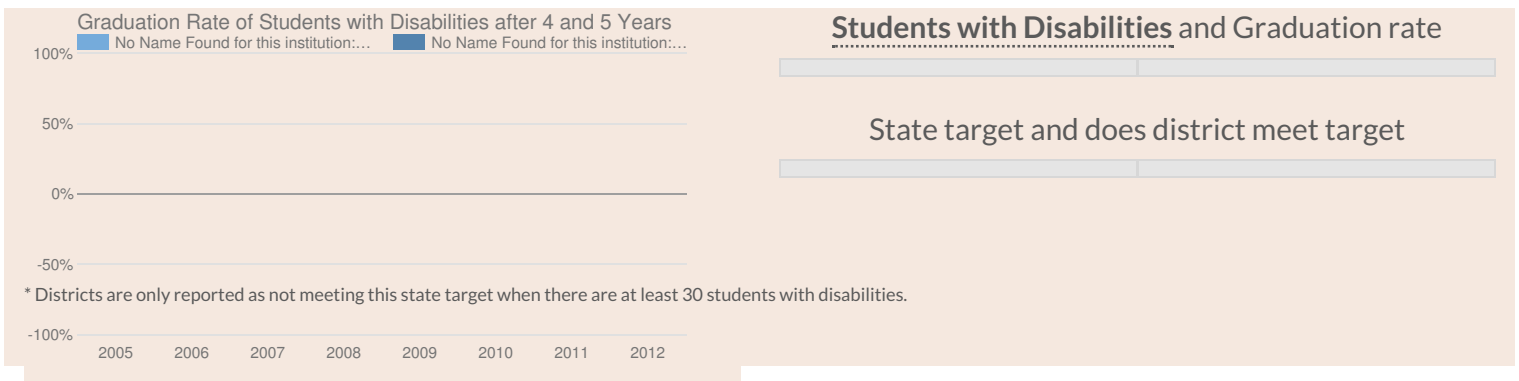 Graduation Rate of Students with Disabilities after 4 and 5 Years
No Name Found for this institution:… No Name Found for this institution:…
100%
50%
0%
-50%
-100%
2005 2006 2007 2008 2009 2010 2011 2012
Students with Disabilities and Graduation rate
State target and does district meet target
* Districts are only reported as not meeting this state target when there are at least 30 students with disabilities.